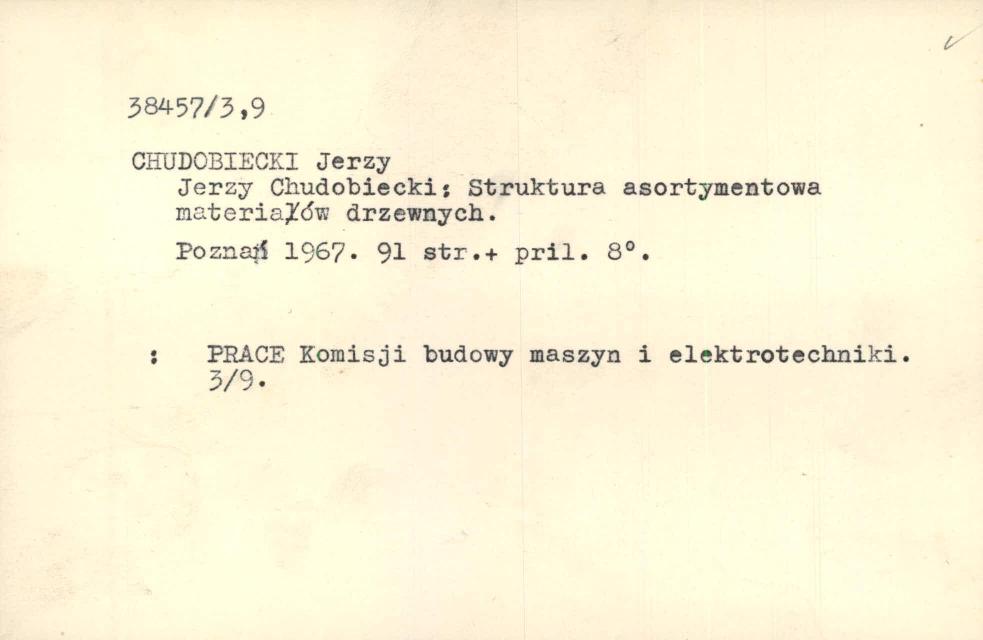 38457/3,9
CHUDOBIECKI Jerzy
Jerzy Chudobiecki: Struktura asortymentowa
materiałów drzewnych.
Poznań 1967. 91 str.+ pril. 8°.
: PRACE Komisji budowy maszyn i elektrotechniki.
3/9.